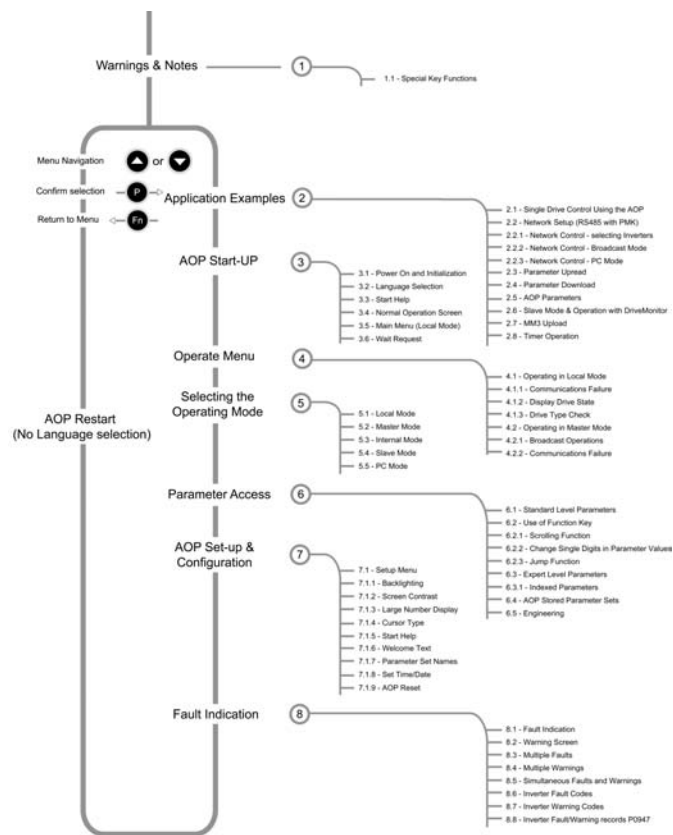 Warnings & Notes
1
1.1 - Special Key Functions
Menu Navigation
or
Confirm selection
P
Return to Menu
Fn
Application Examples
2
2.1 - Single Drive Control Using the AOP
2.2 - Network Setup (RS485 with PMK)
2.2.1 - Network Control - selecting Inverters
2.2.2 - Network Control - Broadcast Mode
2.2.3 - Network Control - PC Mode
2.3 - Parameter Upread
2.4 - Parameter Download
2.5 - AOP Parameters
2.6 - Slave Mode & Operation with DriveMonitor
2.7 - MM3 Upload
2.8 - Timer Operation
AOP Start-UP
3
3.1 - Power On and Initialization
3.2 - Language Selection
3.3 - Start Help
3.4 - Normal Operation Screen
3.5 - Main Menu (Local Mode)
3.6 - Wait Request
Operate Menu
4
4.1 - Operating in Local Mode
4.1.1 - Communications Failure
4.1.2 - Display Drive State
4.1.3 - Drive Type Check
4.2 - Operating in Master Mode
4.2.1 - Broadcast Operations
4.2.2 - Communications Failure
Selecting the
Operating Mode
5
5.1 - Local Mode
5.2 - Master Mode
5.3 - Internal Mode
5.4 - Slave Mode
5.5 - PC Mode
AOP Restart
(No Language selection)
Parameter Access
6
6.1 - Standard Level Parameters
6.2 - Use of Function Key
6.2.1 - Scrolling Function
6.2.2 - Change Single Digits in Parameter Values
6.2.3 - Jump Function
6.3 - Expert Level Parameters
6.3.1 - Indexed Parameters
6.4 - AOP Stored Parameter Sets
6.5 - Engineering
AOP Set-up &
Configuration
7
7.1 - Setup Menu
7.1.1 - Backlighting
7.1.2 - Screen Contrast
7.1.3 - Large Number Display
7.1.4 - Cursor Type
7.1.5 - Start Help
7.1.6 - Welcome Text
7.1.7 - Parameter Set Names
7.1.8 - Set Time/Date
7.1.9 - AOP Reset
Fault Indication
8
8.1 - Fault Indication
8.2 - Warning Screen
8.3 - Multiple Faults
8.4 - Multiple Warnings
8.5 - Simultaneous Faults and Warnings
8.6 - Inverter Fault Codes
8.7 - Inverter Warning Codes
8.8 - Inverter Fault/Warning records P0947